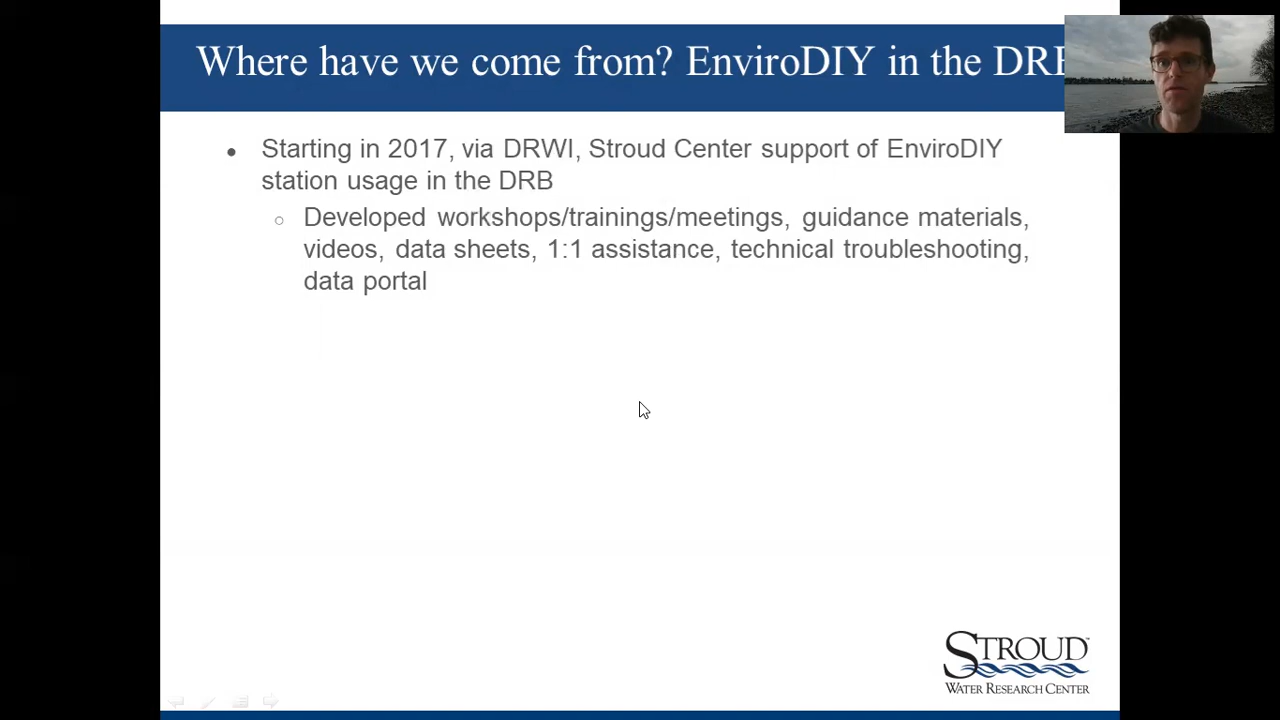 Where have we come from? EnviroDIY in the DRB
• Starting in 2017, via DRWI, Stroud Center support of EnviroDIY
station usage in the DRB
○ Developed workshops/trainings/meetings, guidance materials,
videos, data sheets, 1:1 assistance, technical troubleshooting,
data portal
STROUD™
WATER RESEARCH CENTER